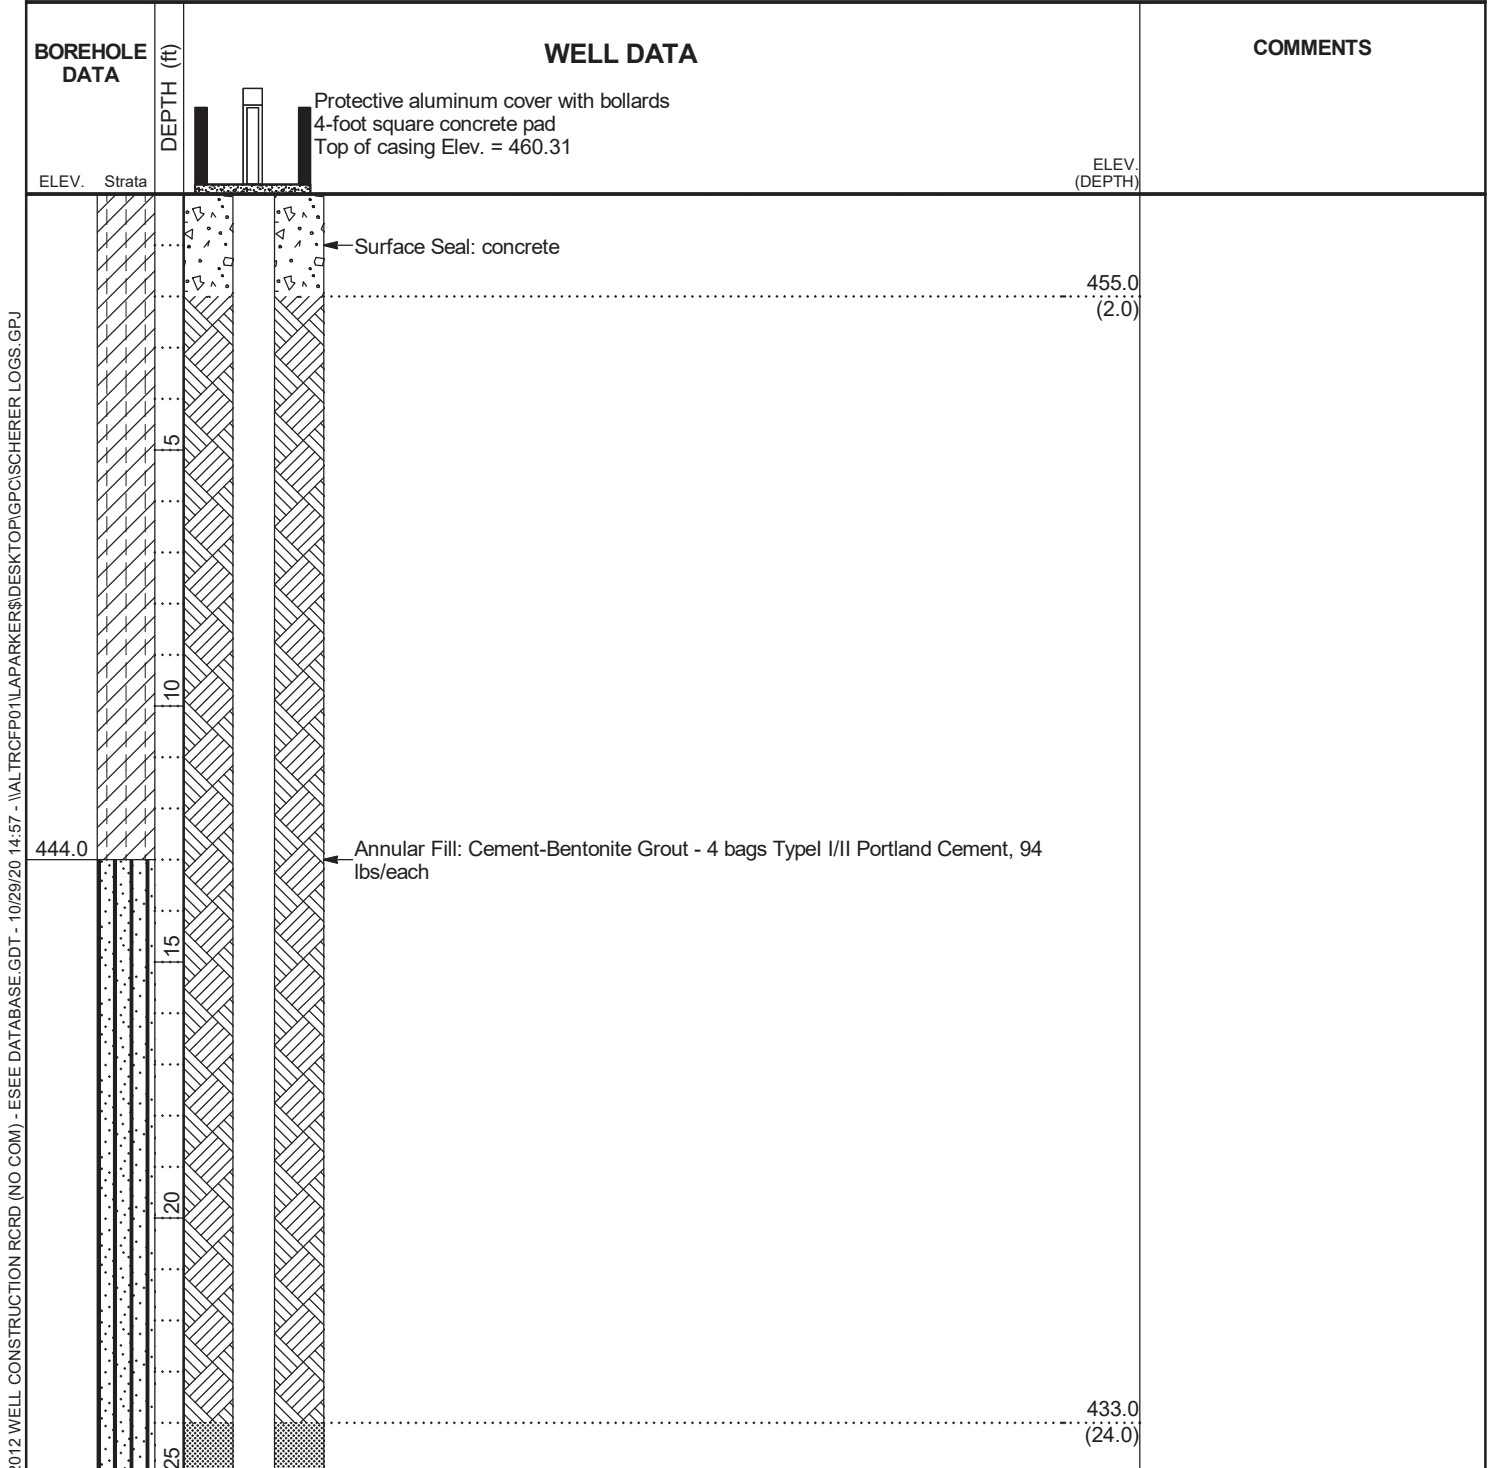 BOREHOLE
DATA
DEPTH (ft)
WELL DATA
COMMENTS
Protective aluminum cover with bollards
4-foot square concrete pad
Top of casing Elev. = 460.31
ELEV.
(DEPTH)
ELEV. Strata
Surface Seal: concrete
455.0
(2.0)
5
10
444.0
Annular Fill: Cement-Bentonite Grout - 4 bags TypeI I/II Portland Cement, 94
lbs/each
15
20
433.0
(24.0)
25
2012 WELL CONSTRUCTION RCRD (NO COM) - ESEE DATABASE.GDT - 10/29/20 14:57 - \\ALTRCFP01\LAPARKER$\DESKTOP\GPC\SCHERER LOGS.GPJ